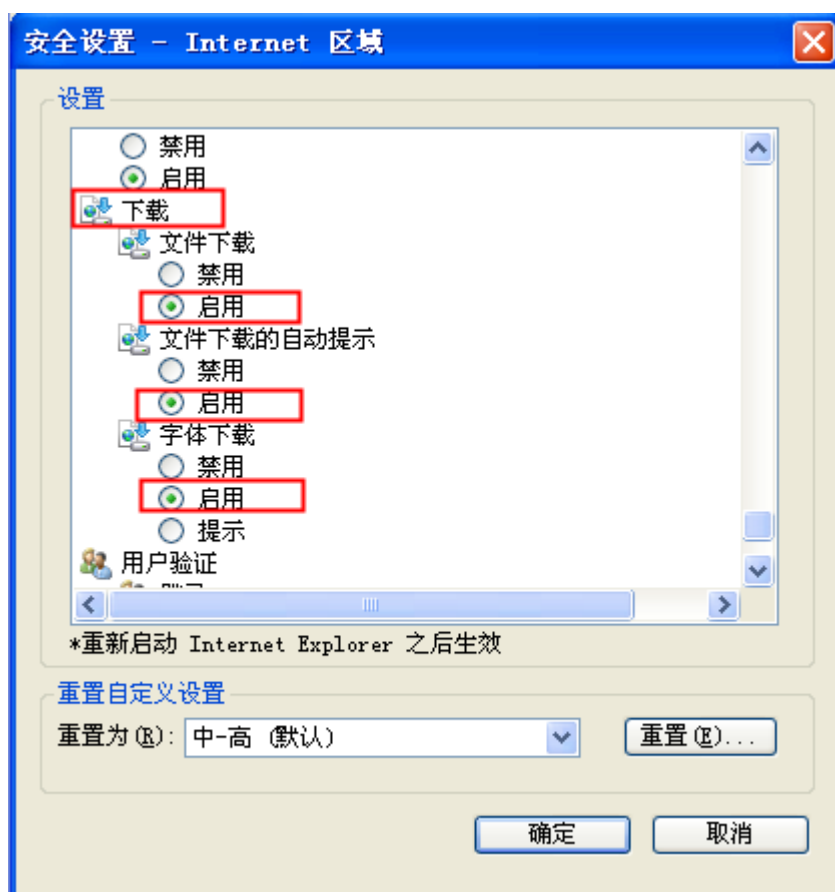 安全设置 - Internet 区域
设置
禁用
启用
下载
文件下载
禁用
启用
文件下载的自动提示
禁用
启用
字体下载
禁用
启用
提示
用户验证
*重新启动 Internet Explorer 之后生效
重置自定义设置
重置为(R): 中-高 (默认) 重置(E)...
确定 取消